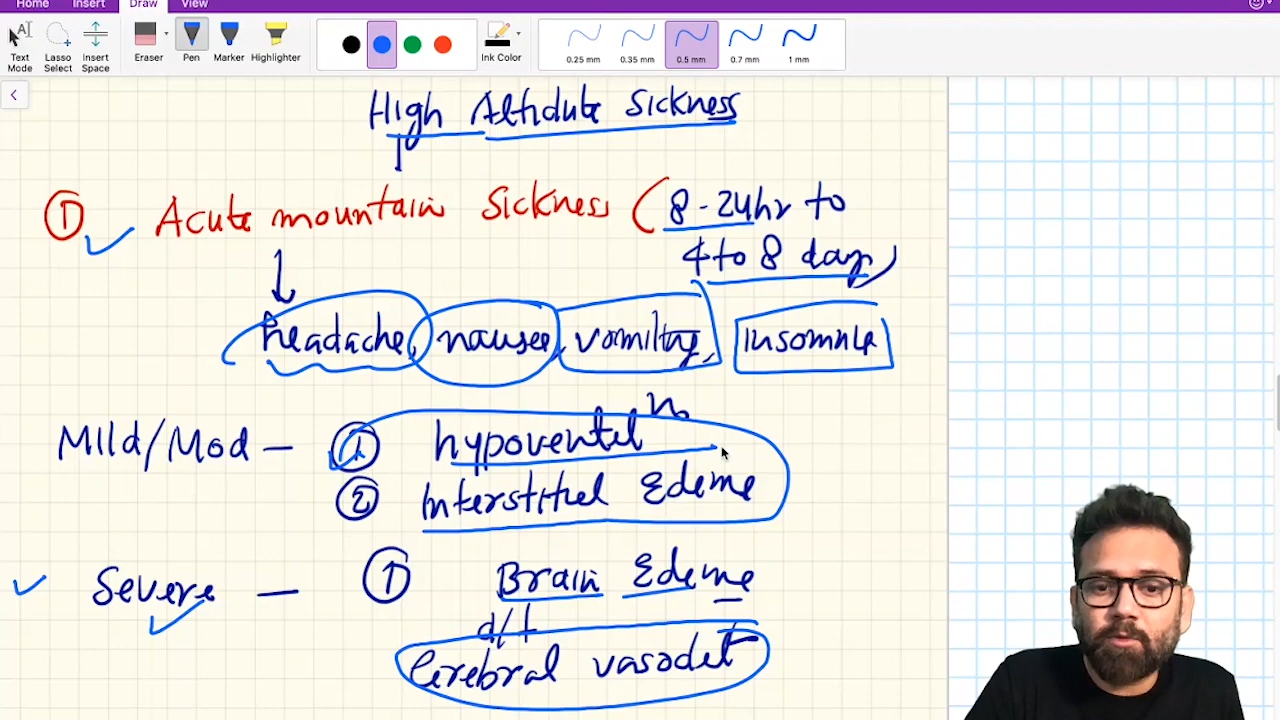 Home Insert Draw View
Text Mode
Lasso Select
Insert Space
Eraser
Pen
Marker
Highlighter
Ink Color
0.25 mm
0.35 mm
0.5 mm
0.7 mm
1 mm
High Altidute Sickness
① Acute mountain Sickness (8-24hr to
4 to 8 days)
headache, nausea, vomiting, insomnia
Mild/Mod - ① hypoventilⁿ
② Interstitial Edema
Severe - ① Brain Edema
d/t
Cerebral vasodilⁿ